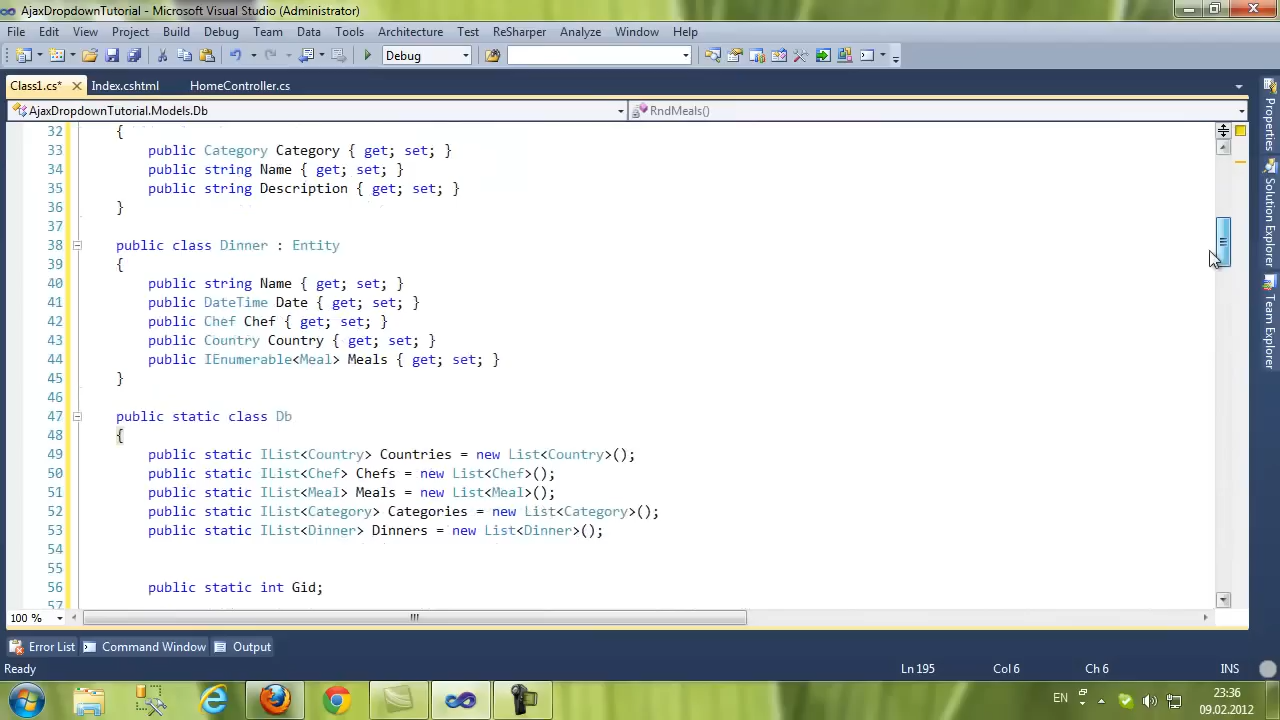 AjaxDropdownTutorial - Microsoft Visual Studio (Administrator)
File Edit View Project Build Debug Team Data Tools Architecture Test ReSharper Analyze Window Help
Debug
Class1.cs* Index.cshtml HomeController.cs
AjaxDropdownTutorial.Models.Db RndMeals()
32 {
33 public Category Category { get; set; }
34 public string Name { get; set; }
35 public string Description { get; set; }
36 }
37
38 public class Dinner : Entity
39 {
40 public string Name { get; set; }
41 public DateTime Date { get; set; }
42 public Chef Chef { get; set; }
43 public Country Country { get; set; }
44 public IEnumerable<Meal> Meals { get; set; }
45 }
46
47 public static class Db
48 {
49 public static IList<Country> Countries = new List<Country>();
50 public static IList<Chef> Chefs = new List<Chef>();
51 public static IList<Meal> Meals = new List<Meal>();
52 public static IList<Category> Categories = new List<Category>();
53 public static IList<Dinner> Dinners = new List<Dinner>();
54
55
56 public static int Gid;
57
100 %
Properties
Solution Explorer
Team Explorer
Error List Command Window Output
Ready Ln 195 Col 6 Ch 6 INS
EN 23:36
09.02.2012